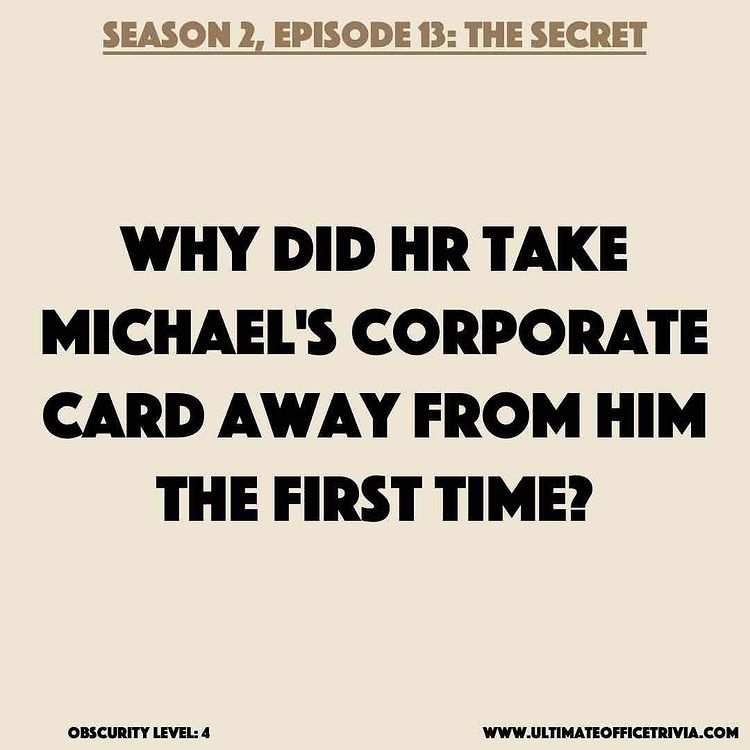 SEASON 2, EPISODE 13: THE SECRET
WHY DID HR TAKE
MICHAEL'S CORPORATE
CARD AWAY FROM HIM
THE FIRST TIME?
OBSCURITY LEVEL: 4
WWW.ULTIMATEOFFICETRIVIA.COM